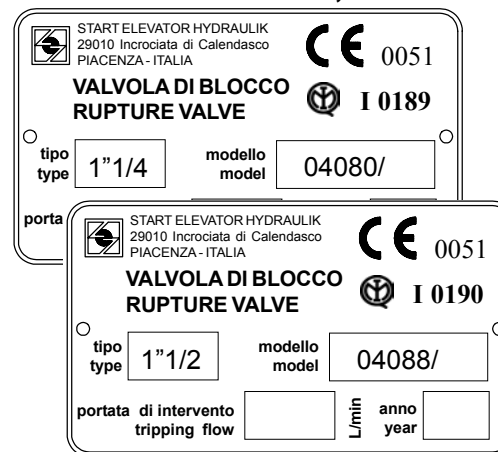 START ELEVATOR HYDRAULIK
29010 Incrociata di Calendasco
PIACENZA - ITALIA
CE 0051
VALVOLA DI BLOCCO
RUPTURE VALVE
I 0189
tipo
type
1"1/4
modello
model
04080/
porta
START ELEVATOR HYDRAULIK
29010 Incrociata di Calendasco
PIACENZA - ITALIA
CE 0051
VALVOLA DI BLOCCO
RUPTURE VALVE
I 0190
tipo
type
1"1/2
modello
model
04088/
portata di intervento
tripping flow
L/min
anno
year